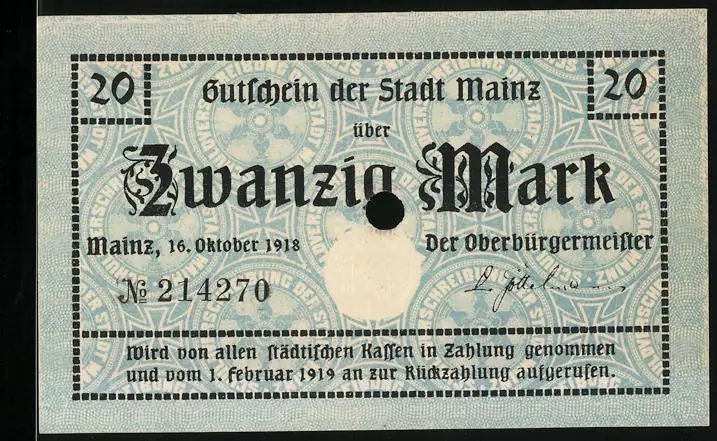 20 Gutschein der Stadt Mainz 20
über
Zwanzig Mark
Mainz, 16. Oktober 1918 Der Oberbürgermeister
№ 214270
Wird von allen städtischen Kassen in Zahlung genommen
und vom 1. Februar 1919 an zur Rückzahlung aufgerufen.